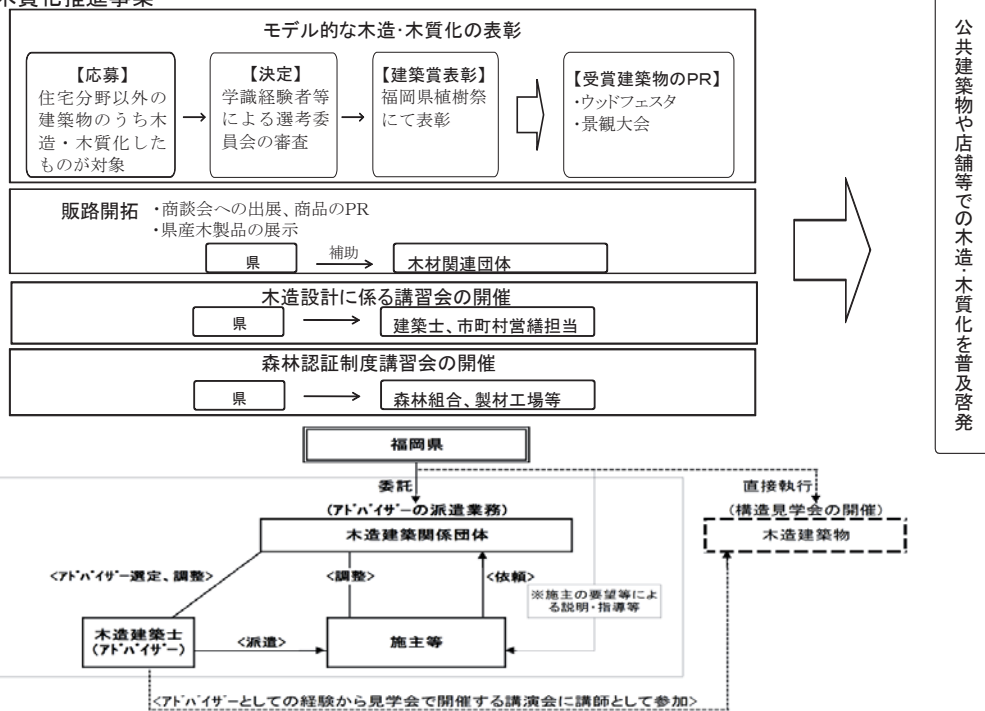 木質化推進事業
モデル的な木造・木質化の表彰
【応募】
住宅分野以外の
建築物のうち木
造・木質化した
ものが対象
→
【決定】
学識経験者等
による選考委
員会の審査
→
【建築賞表彰】
福岡県植樹祭
にて表彰
【受賞建築物のPR】
・ウッドフェスタ
・景観大会
販路開拓 ・商談会への出展、商品のPR
・県産木製品の展示
県
補助
木材関連団体
木造設計に係る講習会の開催
県
建築士、市町村営繕担当
森林認証制度講習会の開催
県
森林組合、製材工場等
公共建築物や店舗等での木造・木質化を普及啓発
福岡県
委託
(アドバイザーの派遣業務)
木造建築関係団体
直接執行
(構造見学会の開催)
木造建築物
<アドバイザー選定、調整>
<調整>
<依頼>
※施主の要望等によ
る説明・指導等
木造建築士
(アドバイザー)
<派遣>
施主等
<アドバイザーとしての経験から見学会で開催する講演会に講師として参加>